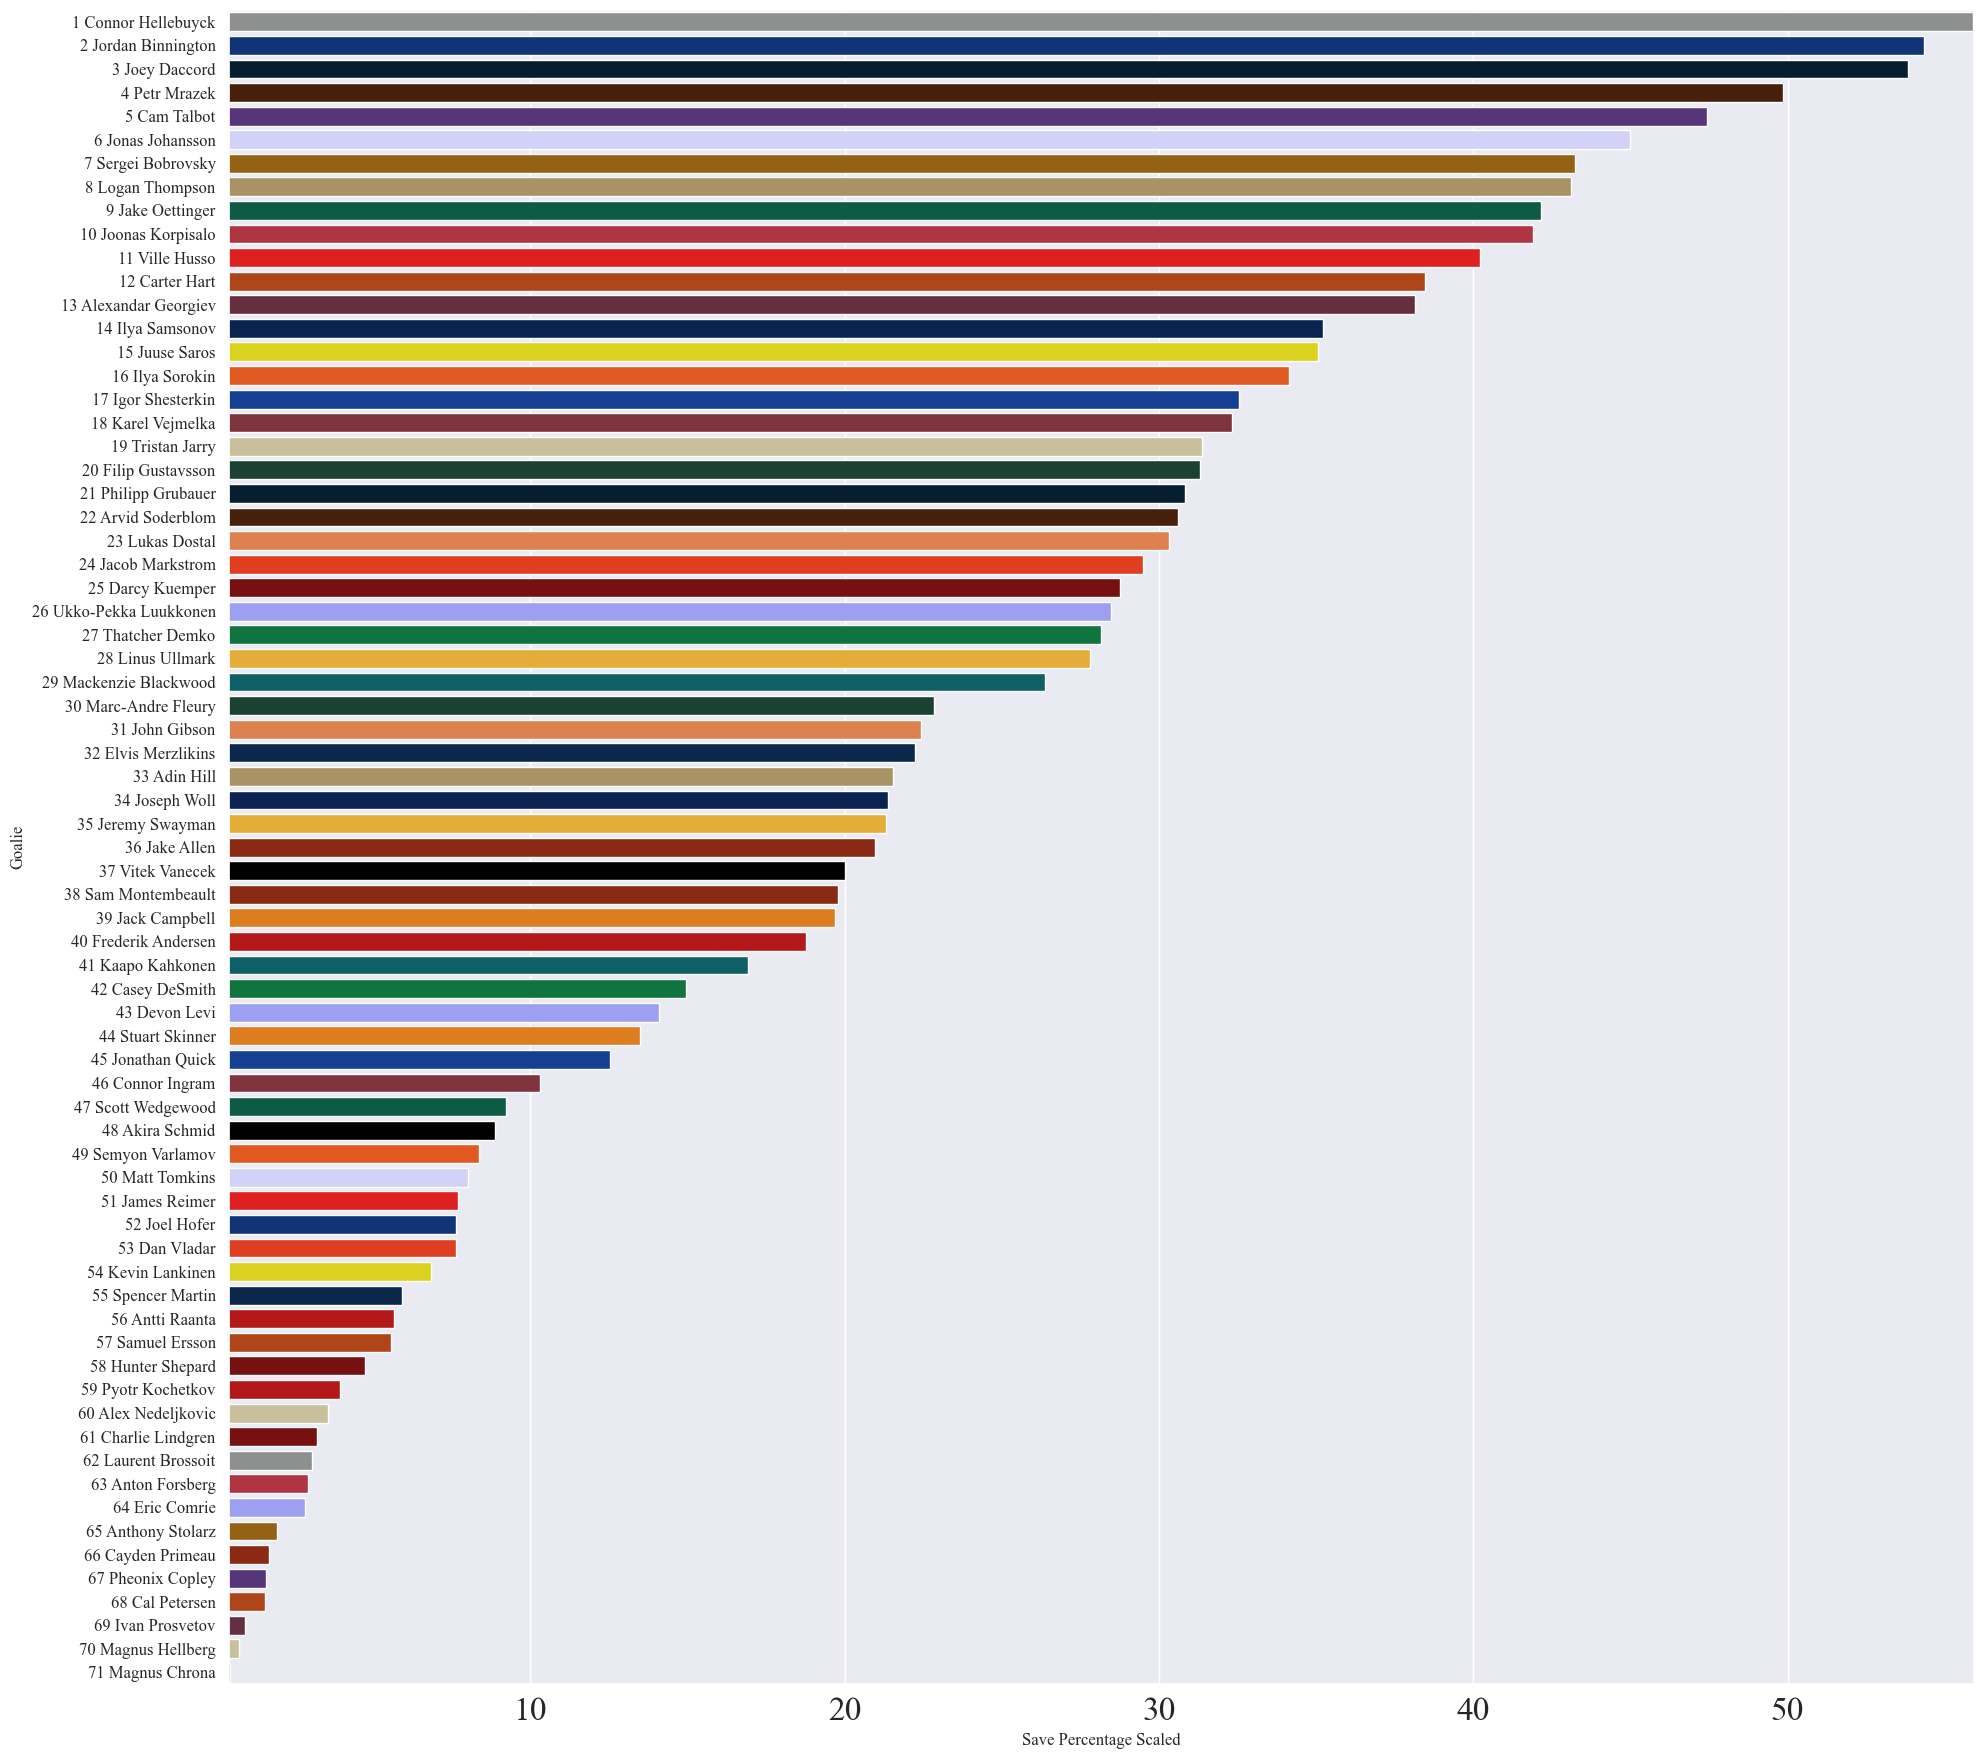 1 Connor Hellebuyck
2 Jordan Binnington
3 Joey Daccord
4 Petr Mrazek
5 Cam Talbot
6 Jonas Johansson
7 Sergei Bobrovsky
8 Logan Thompson
9 Jake Oettinger
10 Joonas Korpisalo
11 Ville Husso
12 Carter Hart
13 Alexandar Georgiev
14 Ilya Samsonov
15 Juuse Saros
16 Ilya Sorokin
17 Igor Shesterkin
18 Karel Vejmelka
19 Tristan Jarry
20 Filip Gustavsson
21 Philipp Grubauer
22 Arvid Soderblom
23 Lukas Dostal
24 Jacob Markstrom
25 Darcy Kuemper
26 Ukko-Pekka Luukkonen
27 Thatcher Demko
28 Linus Ullmark
29 Mackenzie Blackwood
30 Marc-Andre Fleury
31 John Gibson
32 Elvis Merzlikins
33 Adin Hill
34 Joseph Woll
35 Jeremy Swayman
36 Jake Allen
37 Vitek Vanecek
38 Sam Montembeault
39 Jack Campbell
40 Frederik Andersen
41 Kaapo Kahkonen
42 Casey DeSmith
43 Devon Levi
44 Stuart Skinner
45 Jonathan Quick
46 Connor Ingram
47 Scott Wedgewood
48 Akira Schmid
49 Semyon Varlamov
50 Matt Tomkins
51 James Reimer
52 Joel Hofer
53 Dan Vladar
54 Kevin Lankinen
55 Spencer Martin
56 Antti Raanta
57 Samuel Ersson
58 Hunter Shepard
59 Pyotr Kochetkov
60 Alex Nedeljkovic
61 Charlie Lindgren
62 Laurent Brossoit
63 Anton Forsberg
64 Eric Comrie
65 Anthony Stolarz
66 Cayden Primeau
67 Pheonix Copley
68 Cal Petersen
69 Ivan Prosvetov
70 Magnus Hellberg
71 Magnus Chrona
Goalie
10 20 30 40 50
Save Percentage Scaled